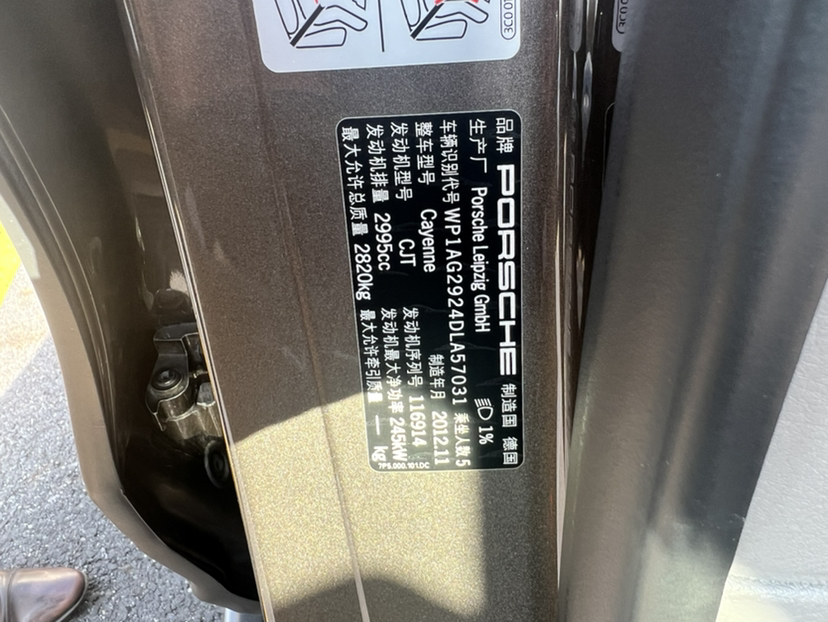 品牌 PORSCHE 制造国 德国
生产厂 Porsche Leipzig GmbH 1%
车辆识别代号 WP1AG2924DLA57031 乘坐人数 5
整车型号 Cayenne 制造年月 2012.11
发动机型号 CJT 发动机序列号 116914
发动机排量 2995cc 发动机最大净功率 245kW
最大允许总质量 2820kg 最大允许牵引质量 — kg
7P5.000.101.DC